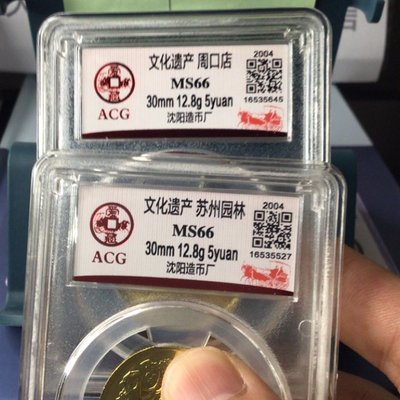 文化遗产 周口店
MS66
30mm 12.8g 5yuan
沈阳造币厂
ACG
2004
16535645
文化遗产 苏州园林
MS66
30mm 12.8g 5yuan
沈阳造币厂
ACG
2004
16535527